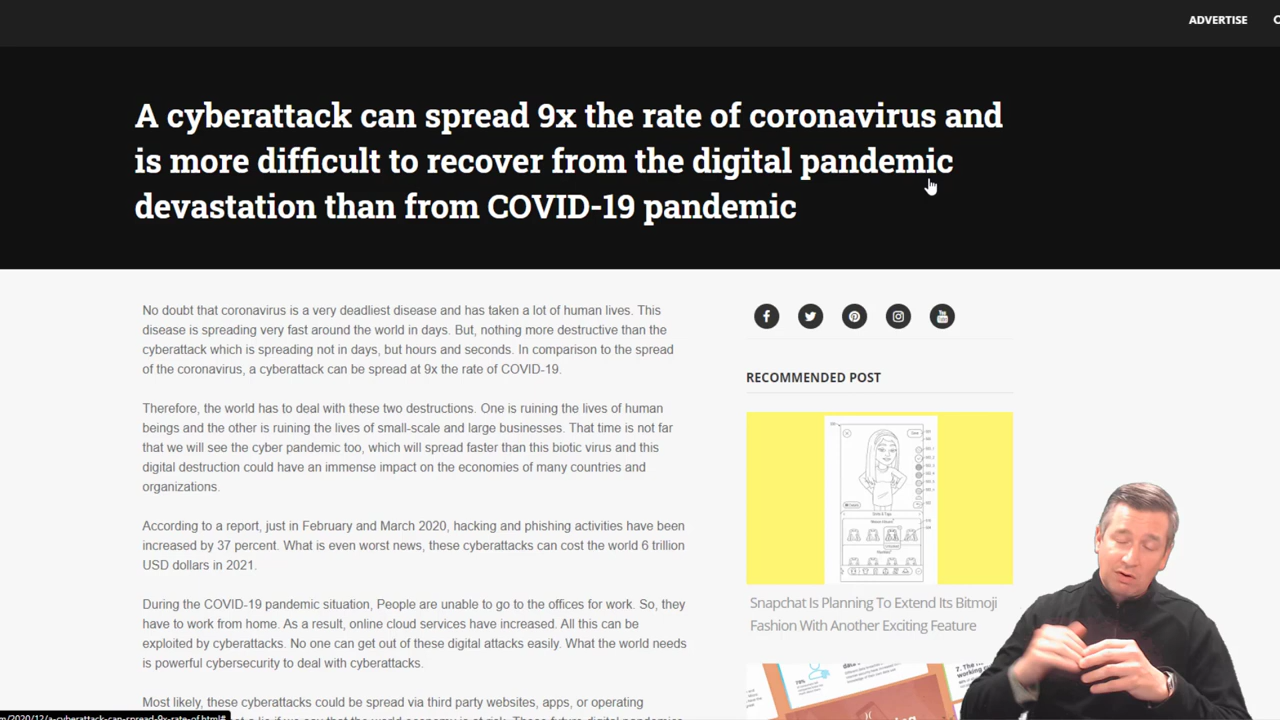 ADVERTISE
A cyberattack can spread 9x the rate of coronavirus and
is more difficult to recover from the digital pandemic
devastation than from COVID-19 pandemic
No doubt that coronavirus is a very deadliest disease and has taken a lot of human lives. This
disease is spreading very fast around the world in days. But, nothing more destructive than the
cyberattack which is spreading not in days, but hours and seconds. In comparison to the spread
of the coronavirus, a cyberattack can be spread at 9x the rate of COVID-19.
Therefore, the world has to deal with these two destructions. One is ruining the lives of human
beings and the other is ruining the lives of small-scale and large businesses. That time is not far
that we will see the cyber pandemic too, which will spread faster than this biotic virus and this
digital destruction could have an immense impact on the economies of many countries and
organizations.
According to a report, just in February and March 2020, hacking and phishing activities have been
increased by 37 percent. What is even worst news, these cyberattacks can cost the world 6 trillion
USD dollars in 2021.
During the COVID-19 pandemic situation, People are unable to go to the offices for work. So, they
have to work from home. As a result, online cloud services have increased. All this can be
exploited by cyberattacks. No one can get out of these digital attacks easily. What the world needs
is powerful cybersecurity to deal with cyberattacks.
Most likely, these cyberattacks could be spread via third party websites, apps, or operating
RECOMMENDED POST
Snapchat Is Planning To Extend Its Bitmoji
Fashion With Another Exciting Feature